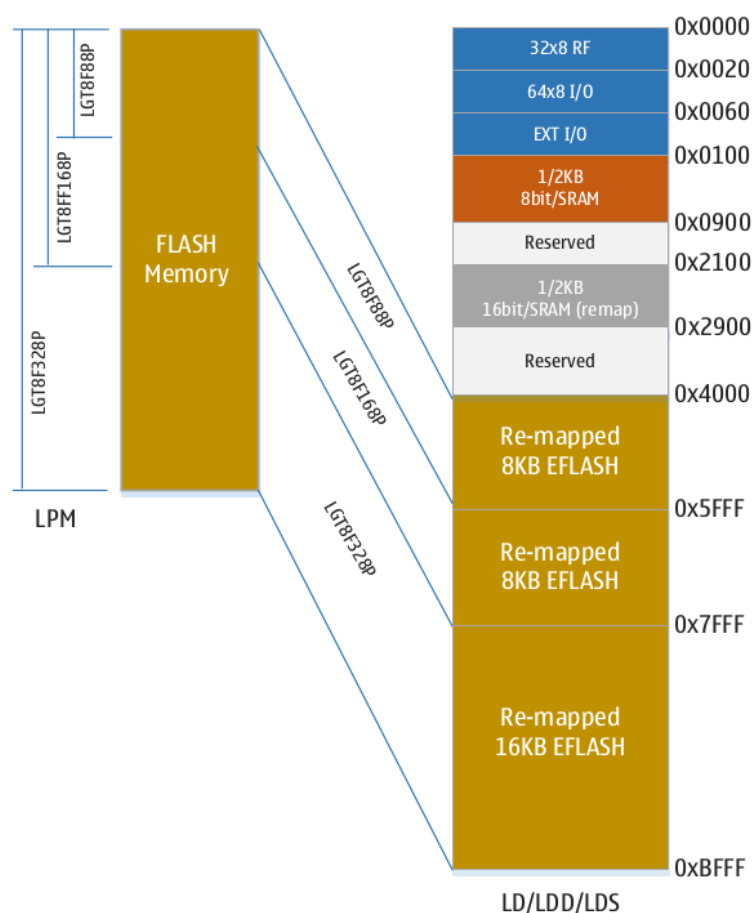 LGT8F88P
LGT8FF168P
LGT8F328P
FLASH
Memory
LPM
LGT8F88P
LGT8F168P
LGT8F328P
0x0000
32x8 RF
0x0020
64x8 I/O
0x0060
EXT I/O
0x0100
1/2KB
8bit/SRAM
0x0900
Reserved
0x2100
1/2KB
16bit/SRAM (remap)
0x2900
Reserved
0x4000
Re-mapped
8KB EFLASH
0x5FFF
Re-mapped
8KB EFLASH
0x7FFF
Re-mapped
16KB EFLASH
0xBFFF
LD/LDD/LDS